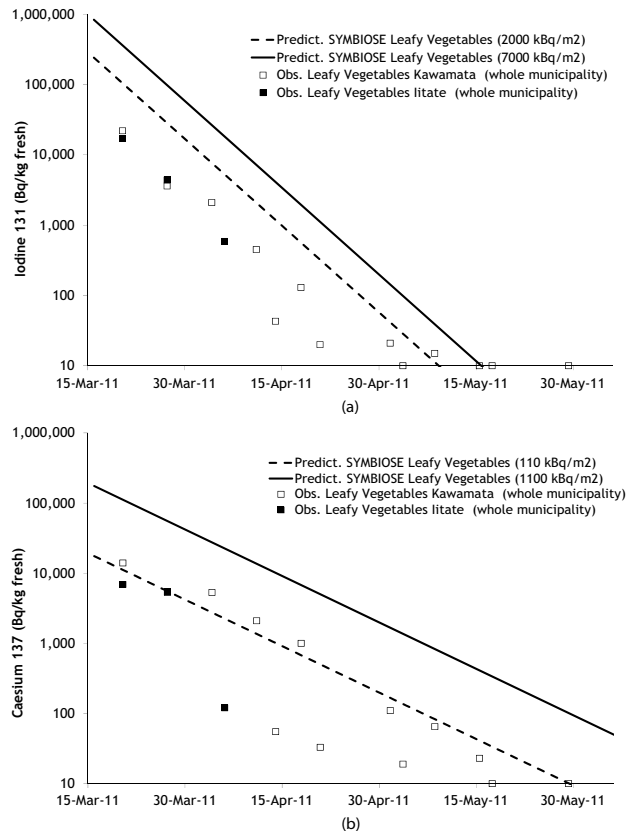 1,000,000
Predict. SYMBIOSE Leafy Vegetables (2000 kBq/m2)
Predict. SYMBIOSE Leafy Vegetables (7000 kBq/m2)
100,000
Obs. Leafy Vegetables Kawamata (whole municipality)
Obs. Leafy Vegetables Iitate (whole municipality)
10,000
1,000
100
10
Iodine 131 (Bq/kg fresh)
15-Mar-11 30-Mar-11 15-Apr-11 30-Apr-11 15-May-11 30-May-11
(a)
1,000,000
Predict. SYMBIOSE Leafy Vegetables (110 kBq/m2)
Predict. SYMBIOSE Leafy Vegetables (1100 kBq/m2)
100,000
Obs. Leafy Vegetables Kawamata (whole municipality)
Obs. Leafy Vegetables Iitate (whole municipality)
10,000
1,000
100
10
Caesium 137 (Bq/kg fresh)
15-Mar-11 30-Mar-11 15-Apr-11 30-Apr-11 15-May-11 30-May-11
(b)